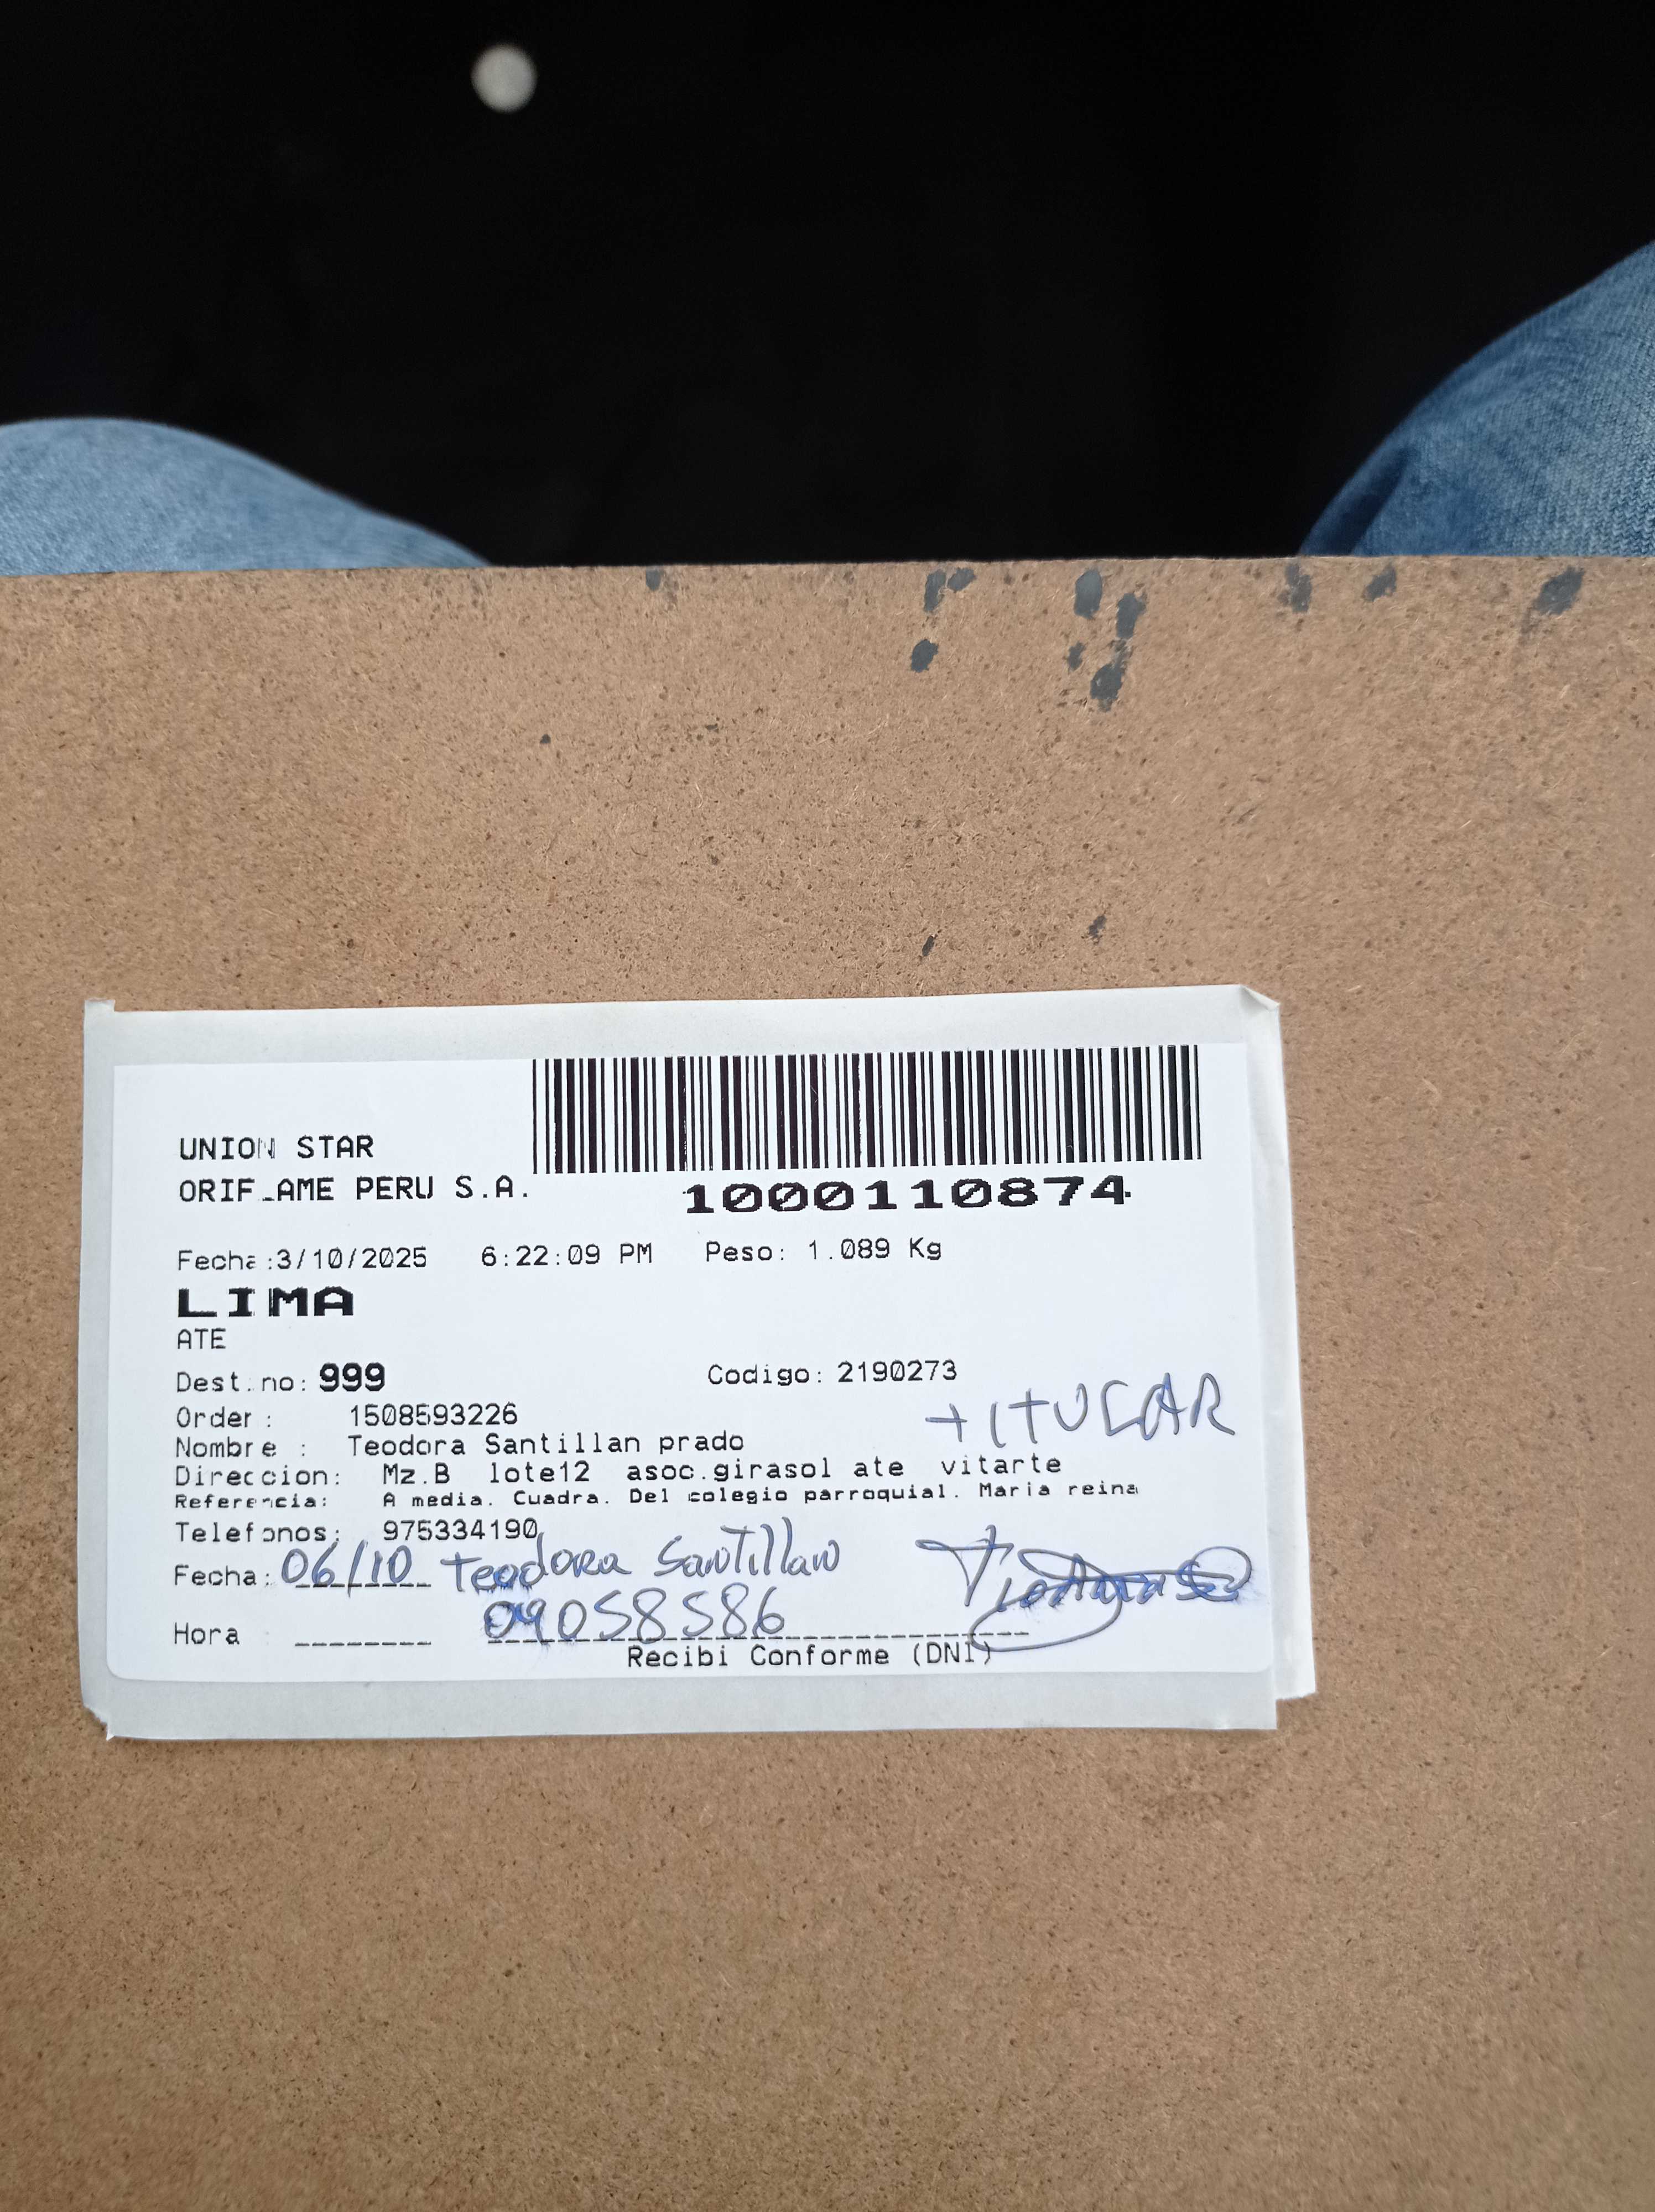 UNION STAR
ORIFLAME PERU S.A.
1000110874
Fecha:3/10/2025 6:22:09 PM Peso: 1.089 Kg
LIMA
ATE
Dest.no: 999 Codigo: 2190273
TITULAR
Order: 1508593226
Nombre : Teodora Santillan prado
Direccion: Mz.B lote12 asoc.girasol ate vitarte
Referencia: A media. Cuadra. Del colegio parroquial. Maria reina
Telefonos: 975334190
Fecha: 06/10 Teodora Santillan
Hora 09058586
Recibi Conforme (DNI)